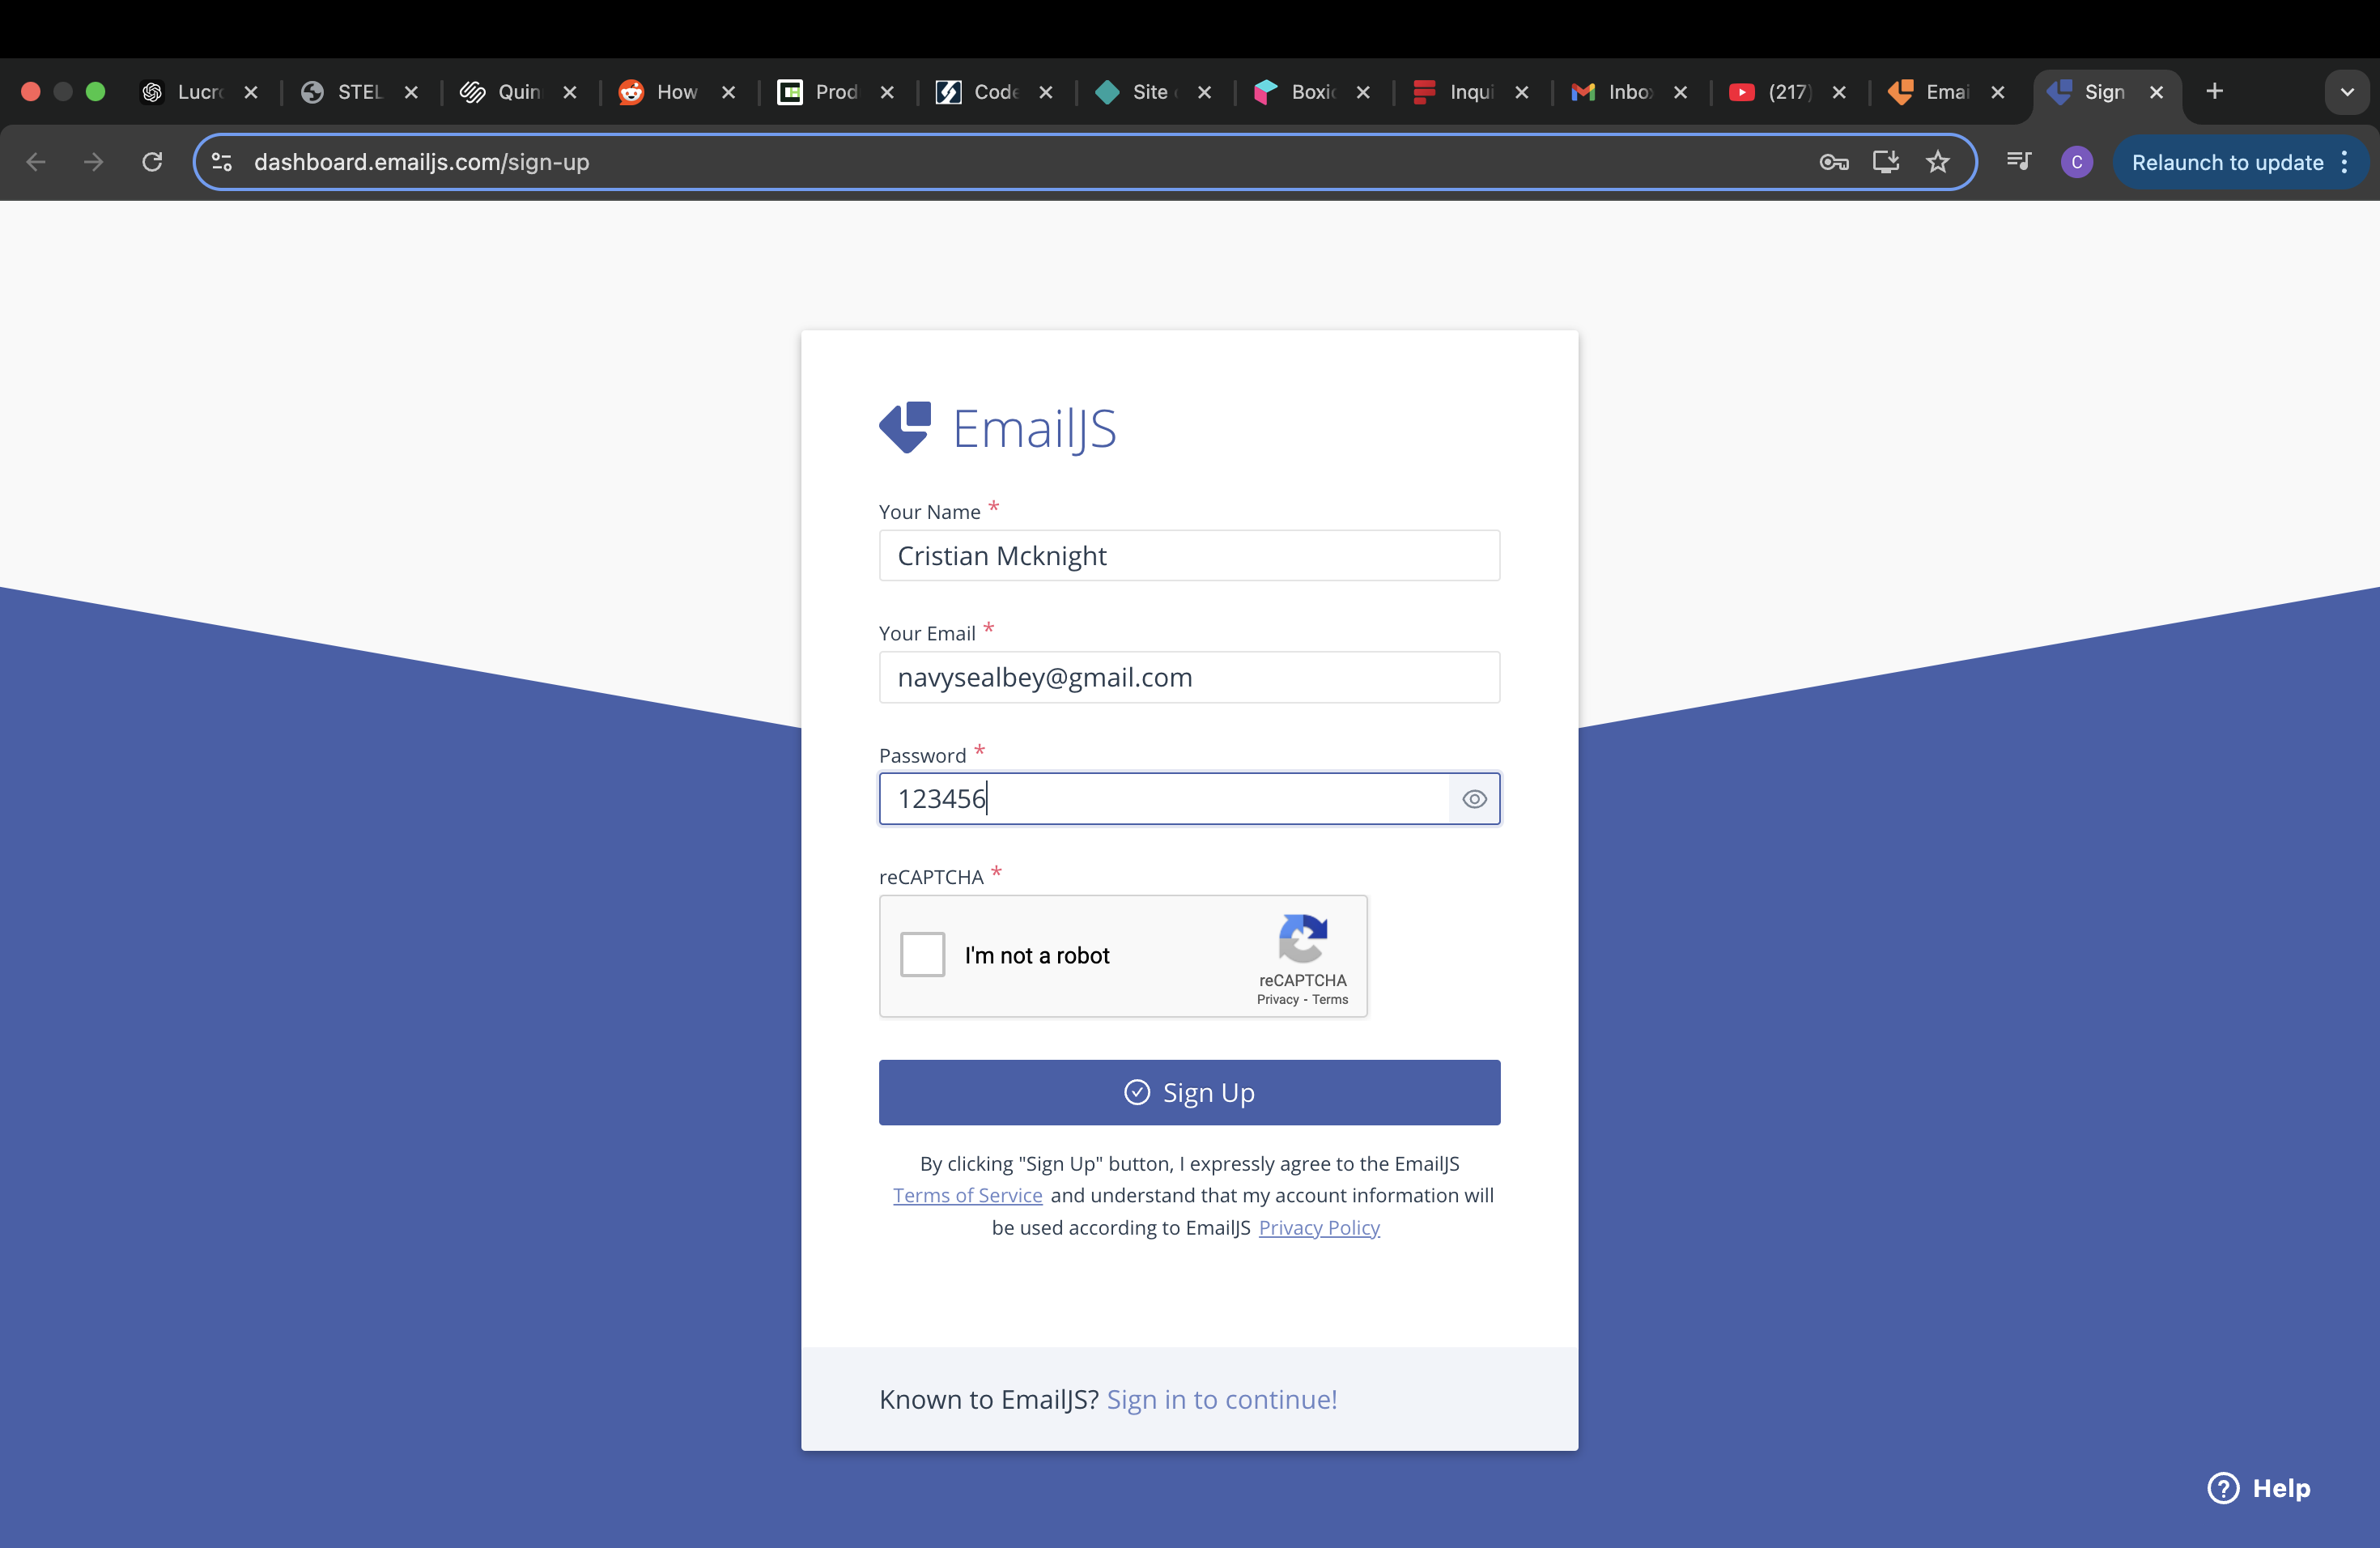 Lucr
STEL
Quin
How
Prod
Code
Site
Boxic
Inqui
Inbo
(217)
Emai
Sign
dashboard.emailjs.com/sign-up
C
Relaunch to update
EmailJS
Your Name *
Cristian Mcknight
Your Email *
navysealbey@gmail.com
Password *
123456
reCAPTCHA *
I'm not a robot
reCAPTCHA
Privacy - Terms
Sign Up
By clicking "Sign Up" button, I expressly agree to the EmailJS
Terms of Service and understand that my account information will
be used according to EmailJS Privacy Policy
Known to EmailJS? Sign in to continue!
? Help